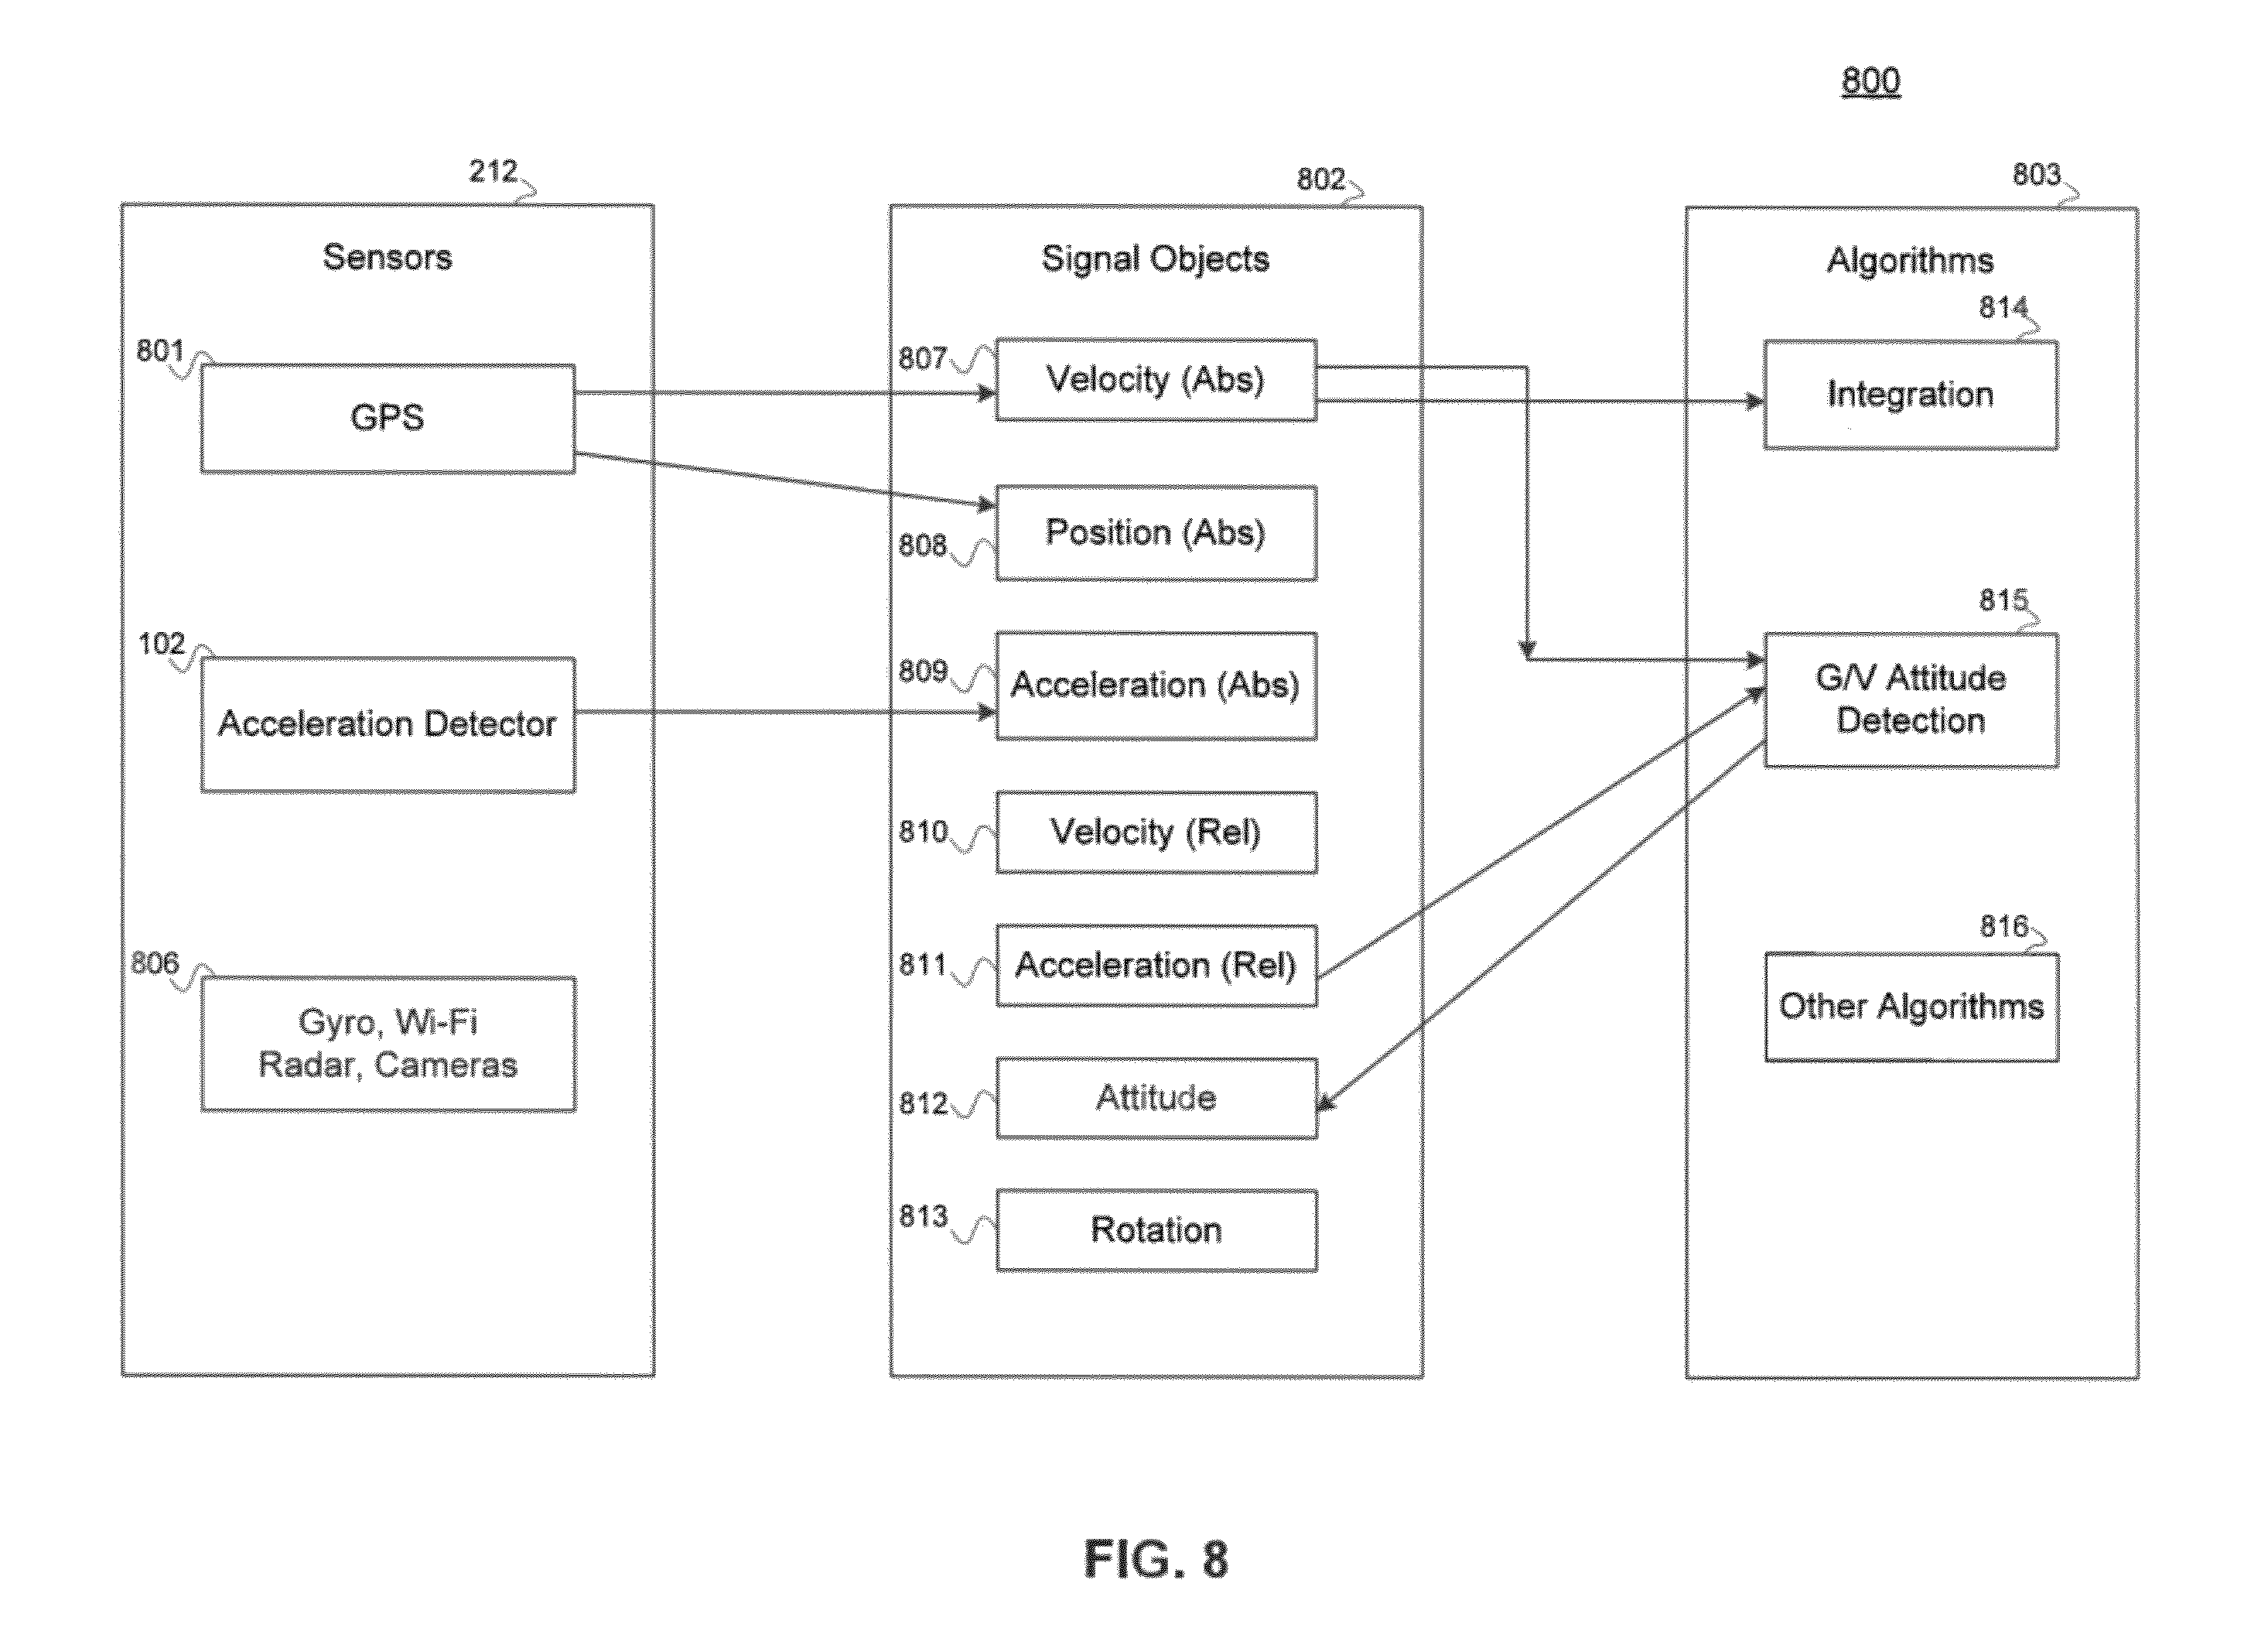 800
212
Sensors
801
GPS
102
Acceleration Detector
806
Gyro, Wi-Fi
Radar, Cameras
802
Signal Objects
807
Velocity (Abs)
Position (Abs)
808
809
Acceleration (Abs)
810
Velocity (Rel)
811
Acceleration (Rel)
812
Attitude
813
Rotation
803
Algorithms
814
Integration
815
G/V Attitude
Detection
816
Other Algorithms
FIG. 8